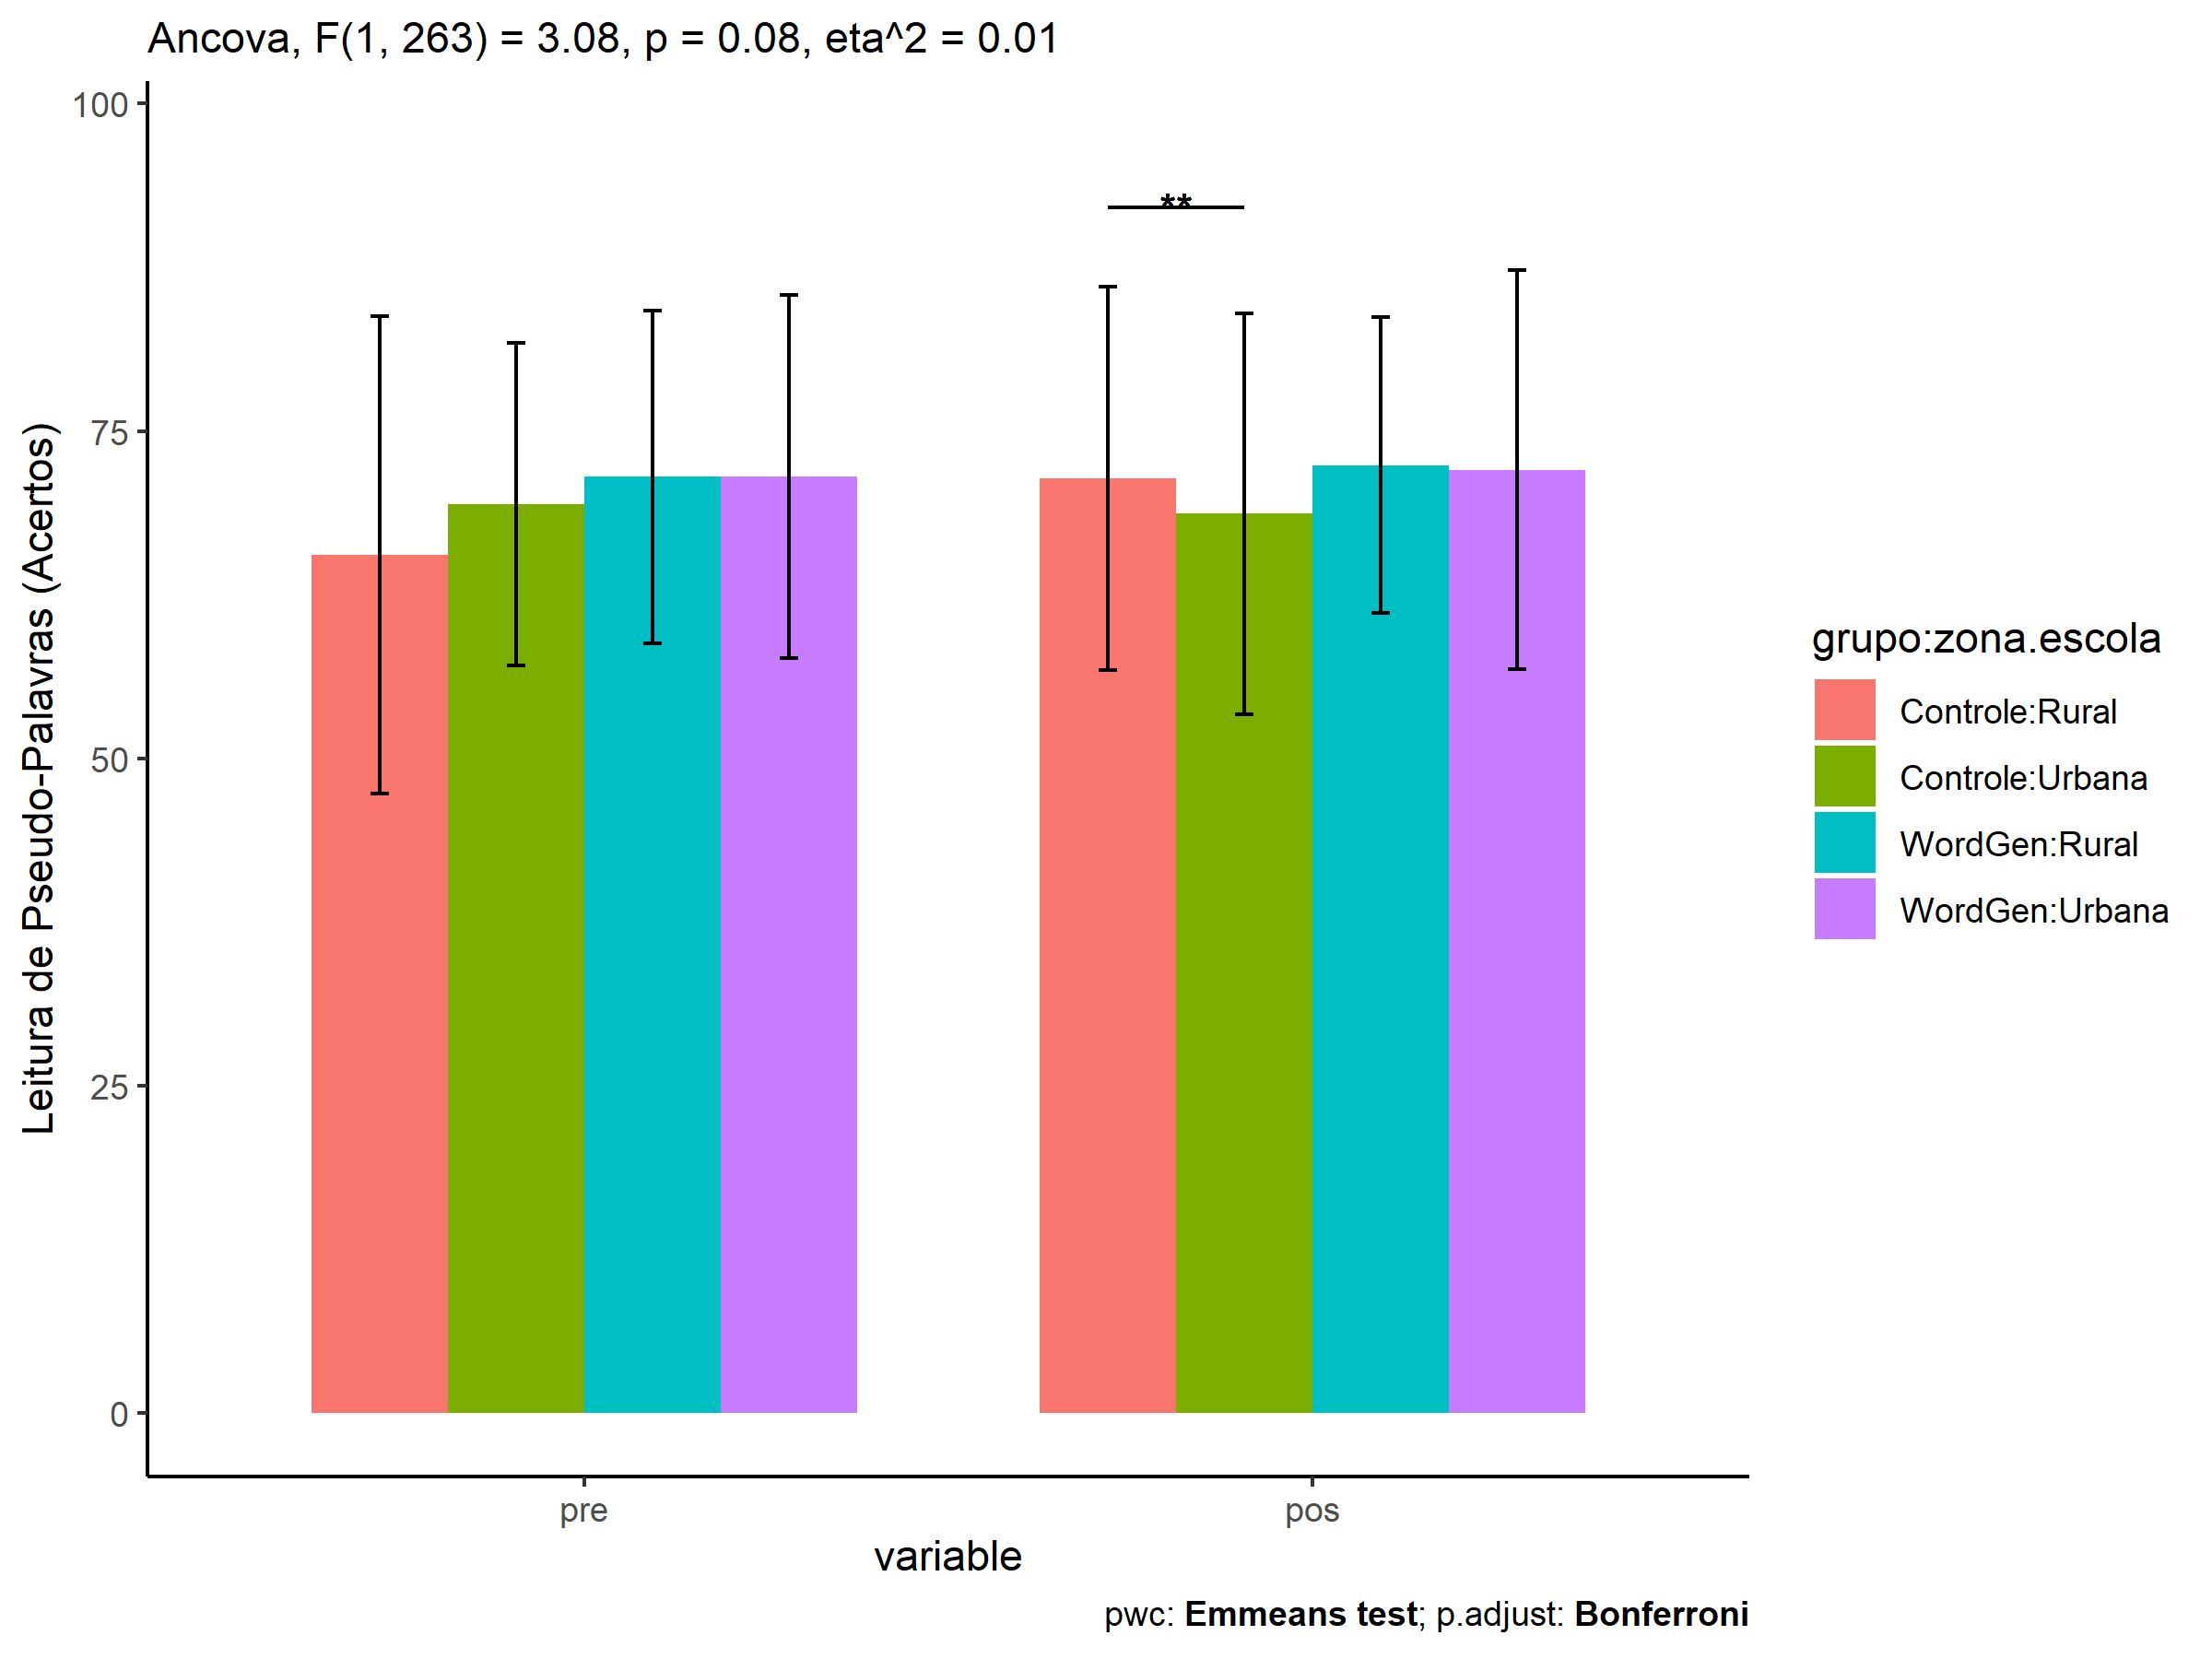 Ancova, F(1, 263) = 3.08, p = 0.08, eta^2 = 0.01
Leitura de Pseudo-Palavras (Acertos)
100
75
50
25
0
**
pre
pos
variable
grupo:zona.escola
Controle:Rural
Controle:Urbana
WordGen:Rural
WordGen:Urbana
pwc: Emmeans test; p.adjust: Bonferroni